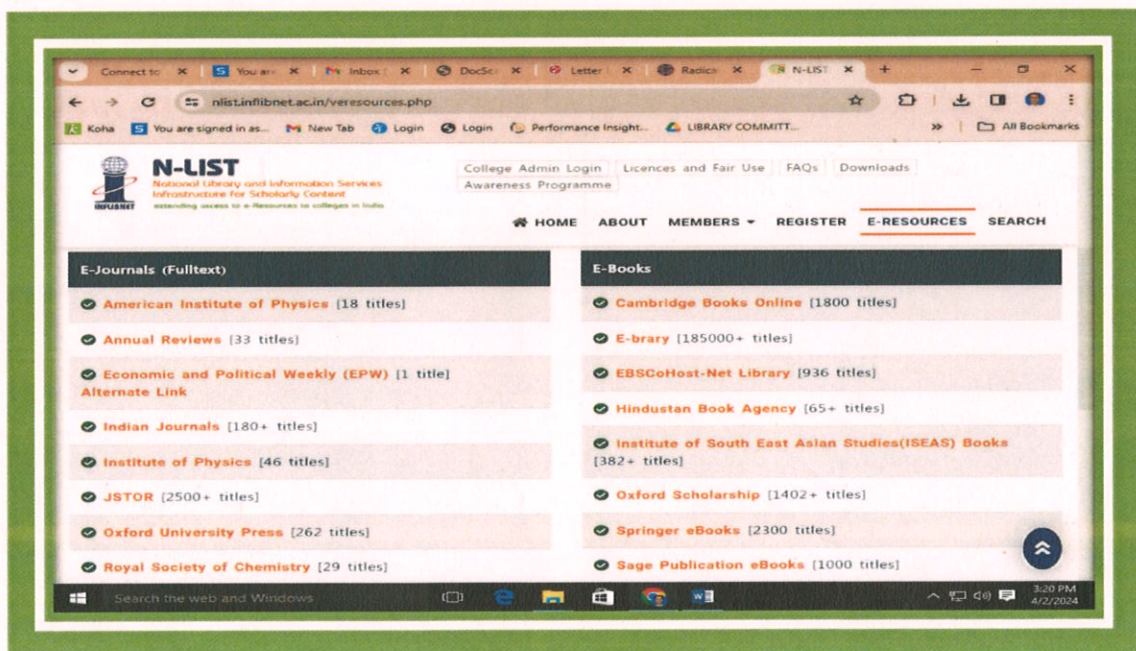 Connect to
You are
Inbox
DocSc
Letter
Radica
N-LIST
nlist.inflibnet.ac.in/veresources.php
Koha
You are signed in as...
New Tab
Login
Login
Performance Insight...
LIBRARY COMMITT...
All Bookmarks
INFLIBNET
N-LIST
National Library and Information Services
Infrastructure for Scholarly Content
extending access to e-Resources to colleges in India
College Admin Login Licences and Fair Use FAQs Downloads
Awareness Programme
HOME ABOUT MEMBERS REGISTER E-RESOURCES SEARCH
E-Journals (Fulltext)
American Institute of Physics [18 titles]
Annual Reviews [33 titles]
Economic and Political Weekly (EPW) [1 title]
Alternate Link
Indian Journals [180+ titles]
Institute of Physics [46 titles]
JSTOR [2500+ titles]
Oxford University Press [262 titles]
Royal Society of Chemistry [29 titles]
E-Books
Cambridge Books Online [1800 titles]
E-brary [185000+ titles]
EBSCoHost-Net Library [936 titles]
Hindustan Book Agency [65+ titles]
Institute of South East Asian Studies(ISEAS) Books
[382+ titles]
Oxford Scholarship [1402+ titles]
Springer eBooks [2300 titles]
Sage Publication eBooks [1000 titles]
Search the web and Windows
3:20 PM
4/2/2024